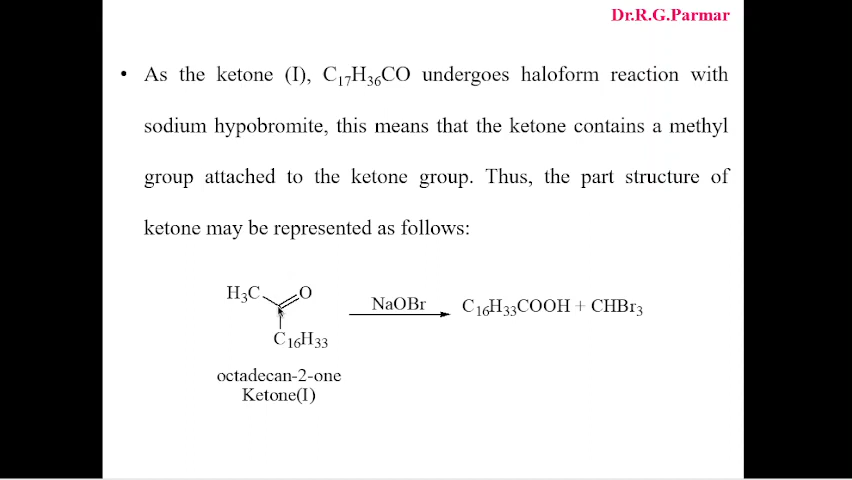 Dr.R.G.Parmar
• As the ketone (I), C₁₇H₃₆CO undergoes haloform reaction with
sodium hypobromite, this means that the ketone contains a methyl
group attached to the ketone group. Thus, the part structure of
ketone may be represented as follows:
H₃C O
NaOBr C₁₆H₃₃COOH + CHBr₃
C₁₆H₃₃
octadecan-2-one
Ketone(I)